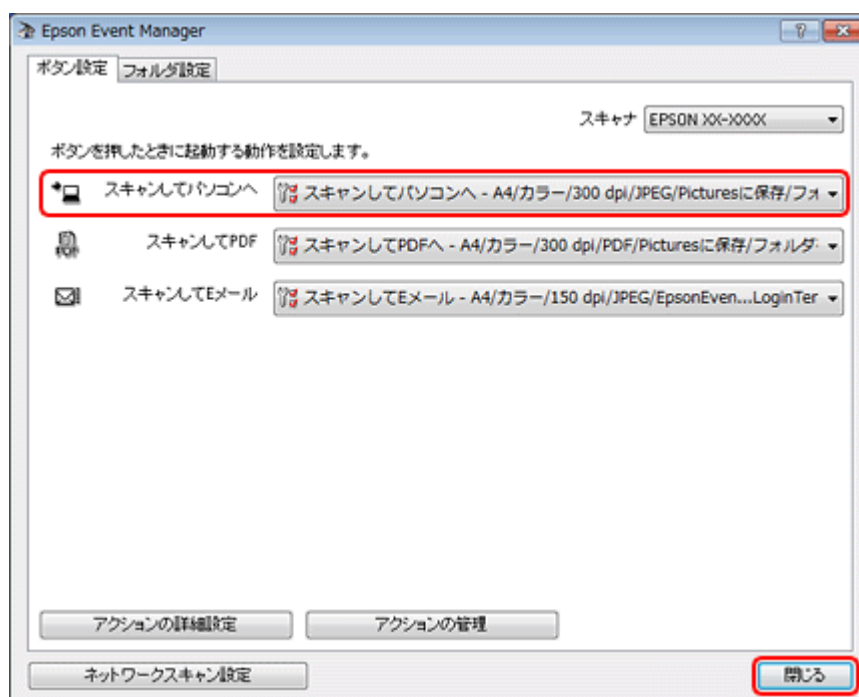 Epson Event Manager
ボタン設定 フォルダ設定
スキャナ EPSON XX-XXXX
ボタンを押したときに起動する動作を設定します。
スキャンしてパソコンへ スキャンしてパソコンへ - A4/カラー/300 dpi/JPEG/Picturesに保存/フォ
スキャンしてPDF スキャンしてPDFへ - A4/カラー/300 dpi/PDF/Picturesに保存/フォルダ
スキャンしてEメール スキャンしてEメール - A4/カラー/150 dpi/JPEG/EpsonEven...LoginTer
アクションの詳細設定 アクションの管理
ネットワークスキャン設定 閉じる